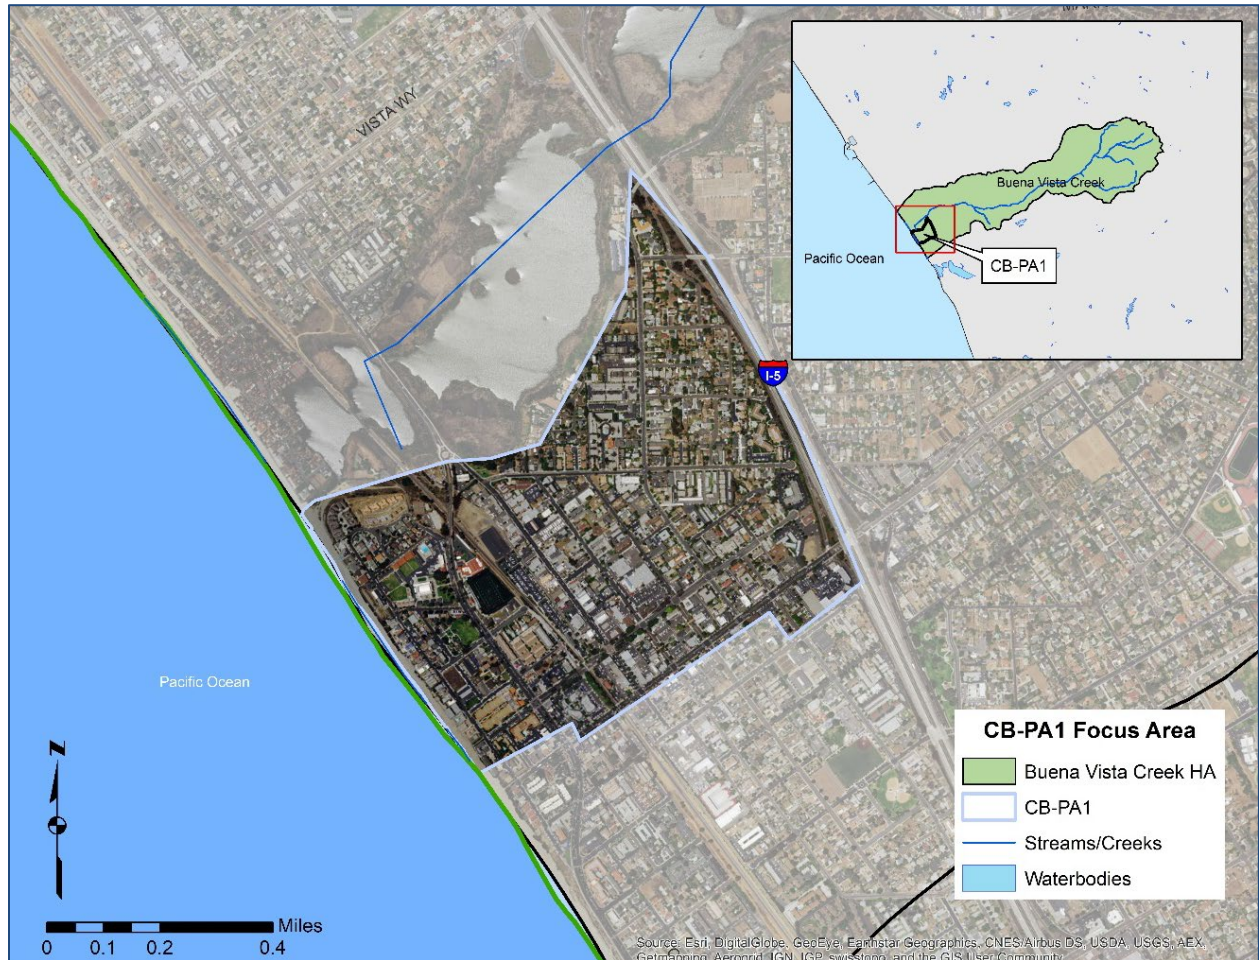 MAR
VISTA WY
Buena Vista Creek
Pacific Ocean
CB-PA1
I-5
Pacific Ocean
N
CB-PA1 Focus Area
Buena Vista Creek HA
CB-PA1
Streams/Creeks
Waterbodies
Miles
0 0.1 0.2 0.4
Source: Esri, DigitalGlobe, GeoEye, Earthstar Geographics, CNES/Airbus DS, USDA, USGS, AEX,
Getmapping, Aerogrid, IGN, IGP, swisstopo, and the GIS User Community